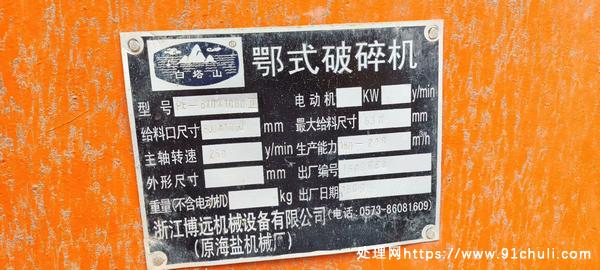 白塔山
鄂式破碎机
型号 电动机 KW y/min
给料口尺寸 mm 最大给料尺寸 mm
主轴转速 y/min 生产能力 m³/h
外形尺寸 mm 出厂编号
重量(不含电动机) kg 出厂日期
浙江博远机械设备有限公司(电话:0573-86081609)
(原海盐机械厂)
处理网https://www.91chuli.com/